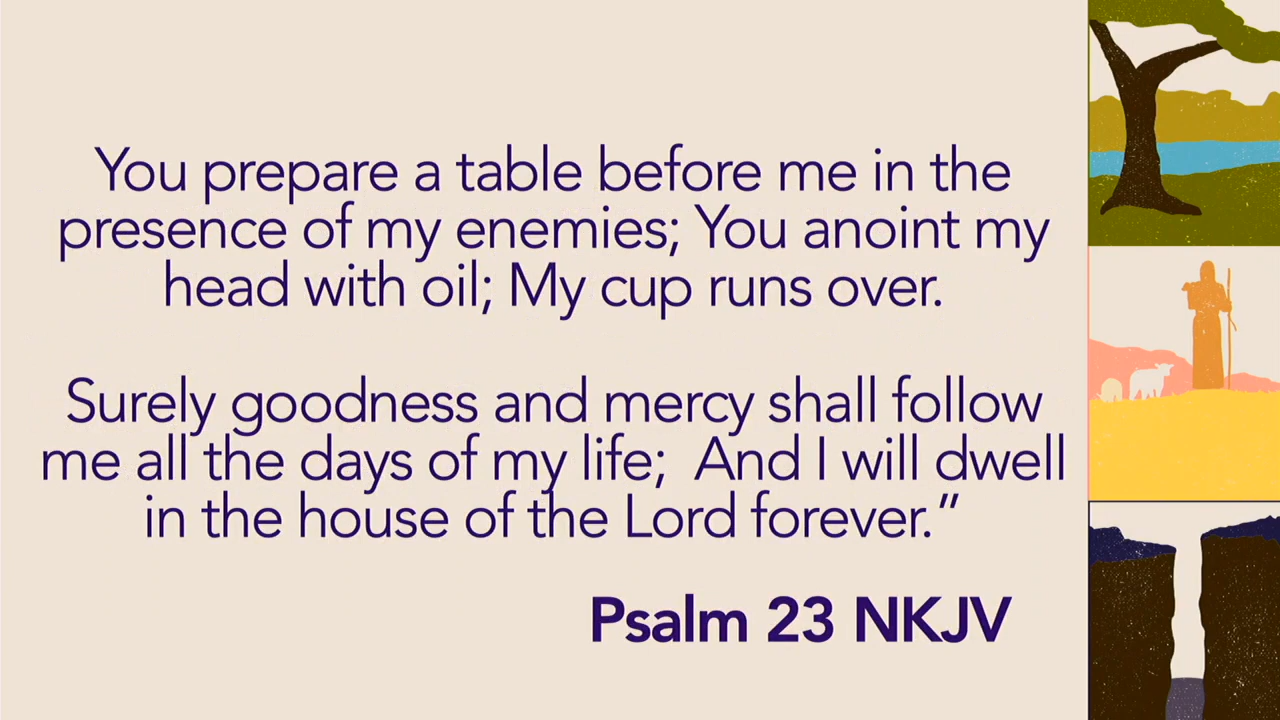 You prepare a table before me in the
presence of my enemies; You anoint my
head with oil; My cup runs over.
Surely goodness and mercy shall follow
me all the days of my life;  And I will dwell
in the house of the Lord forever.”
Psalm 23 NKJV